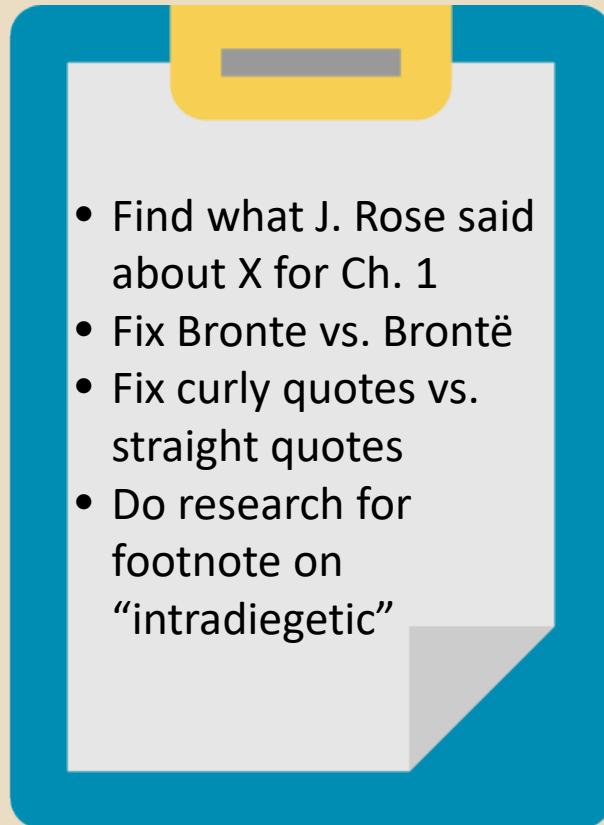 • Find what J. Rose said
about X for Ch. 1
• Fix Bronte vs. Brontë
• Fix curly quotes vs.
straight quotes
• Do research for
footnote on
“intradiegetic”